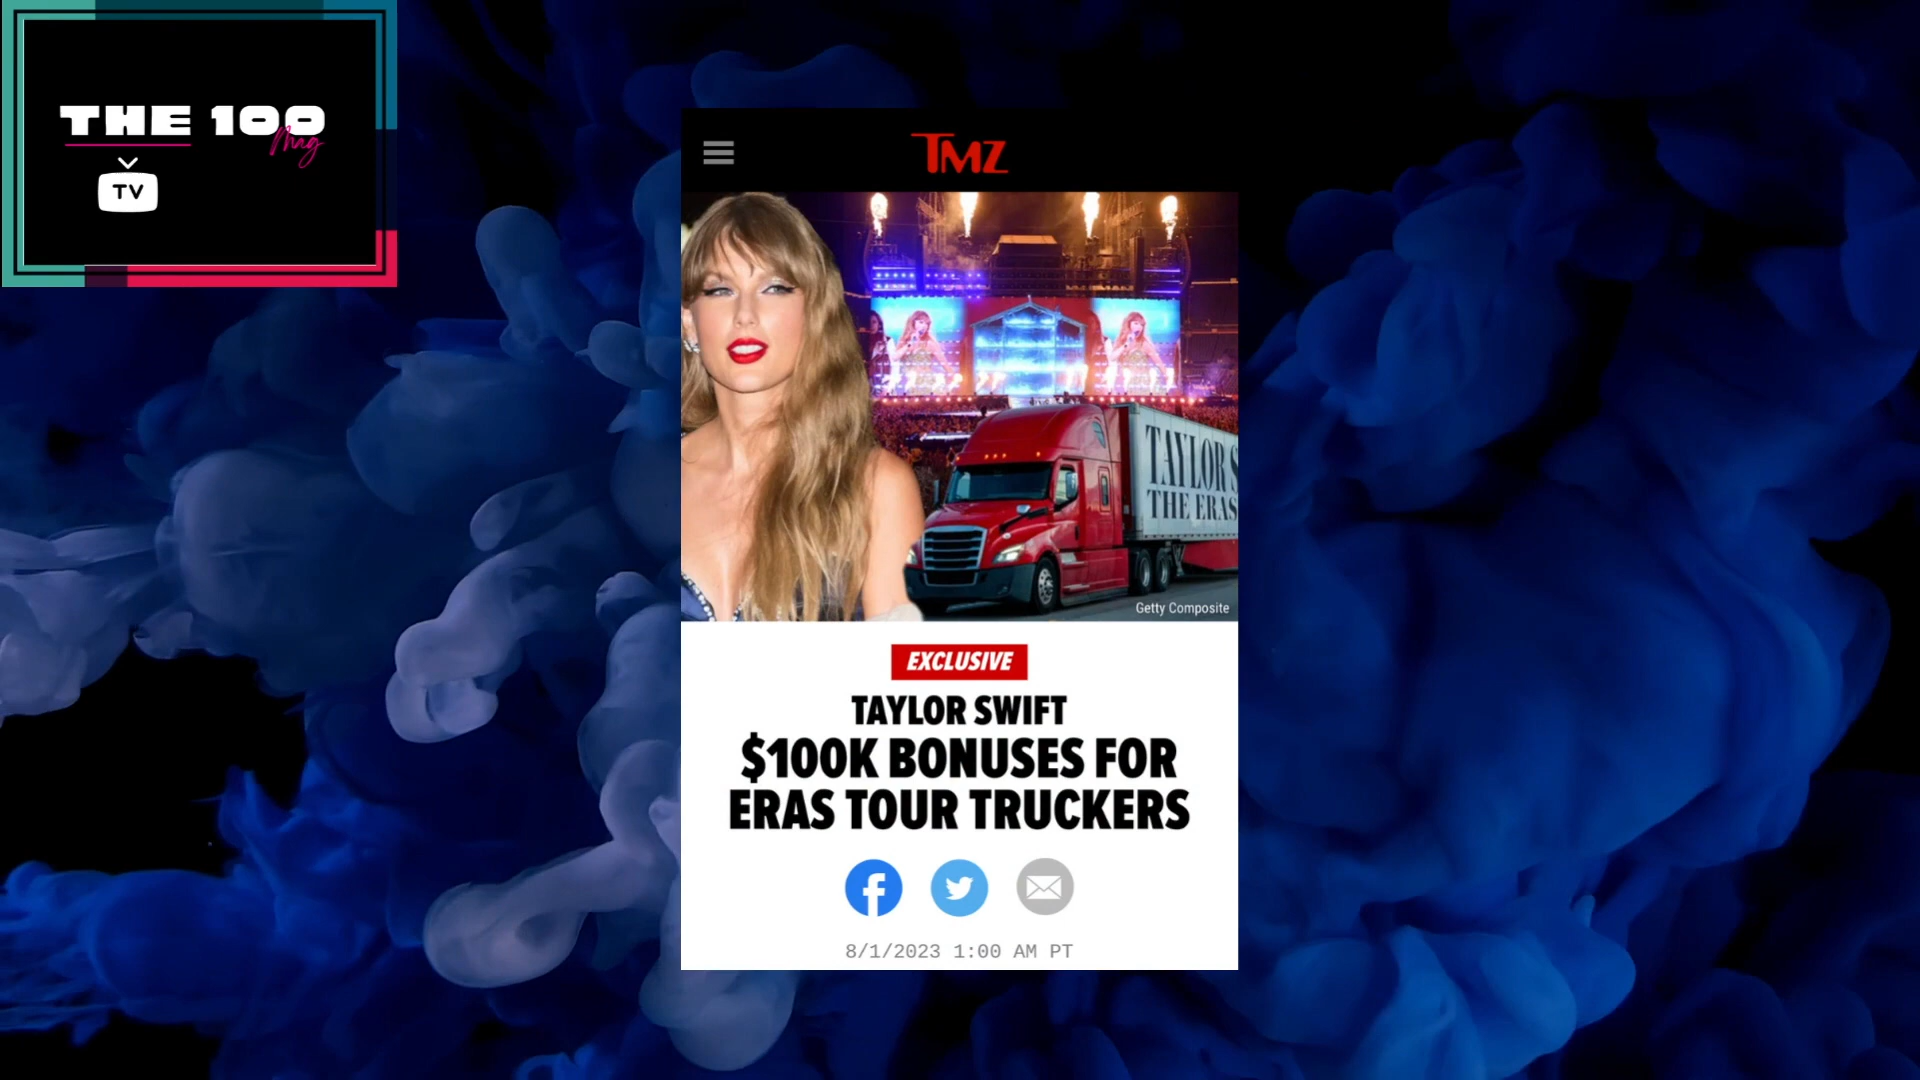 THE 100
Mag
TV
TMZ
TAYLOR S
THE ERAS
Getty Composite
EXCLUSIVE
TAYLOR SWIFT
$100K BONUSES FOR
ERAS TOUR TRUCKERS
8/1/2023 1:00 AM PT